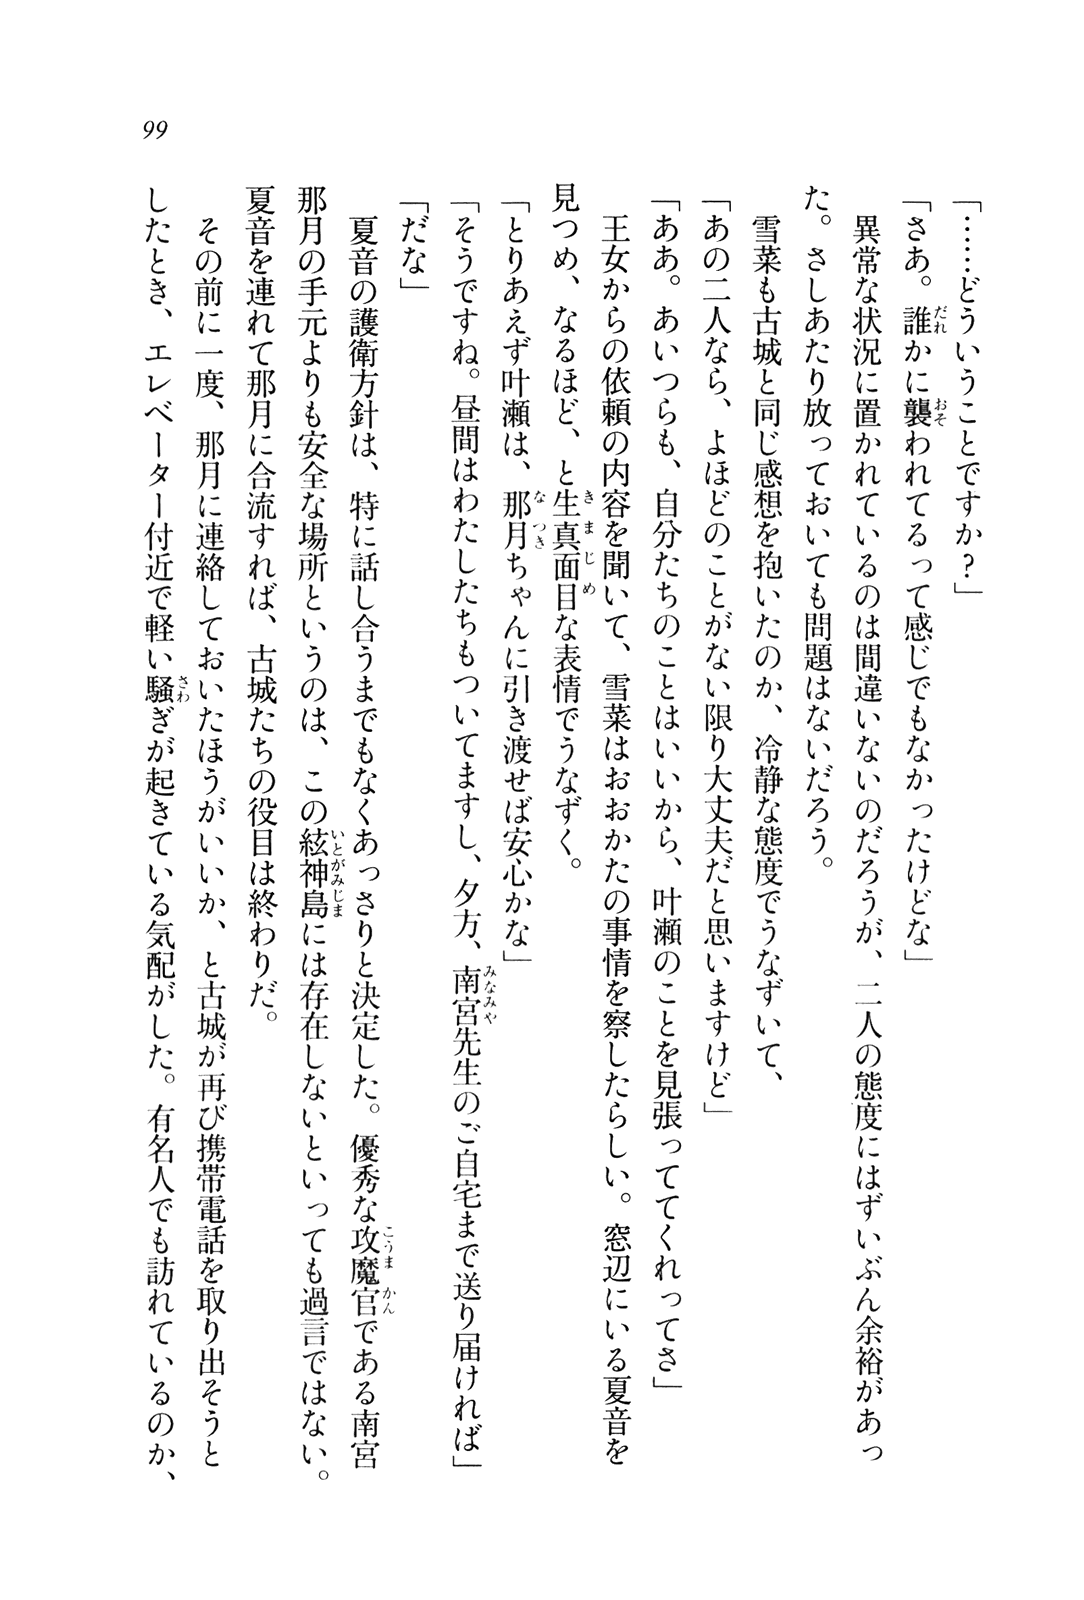 99
「……どういうことですか？」
「さあ。誰かに襲われてるって感じでもなかったけどな」
異常な状況に置かれているのは間違いないのだろうが、二人の態度にはずいぶん余裕があっ
た。さしあたり放っておいても問題はないだろう。
雪菜も古城と同じ感想を抱いたのか、冷静な態度でうなずいて、
「あの二人なら、よほどのことがない限り大丈夫だと思いますけど」
「ああ。あいつらも、自分たちのことはいいから、叶瀬のことを見張っててくれってさ」
王女からの依頼の内容を聞いて、雪菜はおおかたの事情を察したらしい。窓辺にいる夏音を
見つめ、なるほど、と生真面目な表情でうなずく。
「とりあえず叶瀬は、那月ちゃんに引き渡せば安心かな」
「そうですね。昼間はわたしたちもついてますし、夕方、南宮先生のご自宅まで送り届ければ」
「だな」
夏音の護衛方針は、特に話し合うまでもなくあっさりと決定した。優秀な攻魔官である南宮
那月の手元よりも安全な場所というのは、この絃神島には存在しないといっても過言ではない。
夏音を連れて那月に合流すれば、古城たちの役目は終わりだ。
その前に一度、那月に連絡しておいたほうがいいか、と古城が再び携帯電話を取り出そうと
したとき、エレベーター付近で軽い騒ぎが起きている気配がした。有名人でも訪れているのか、